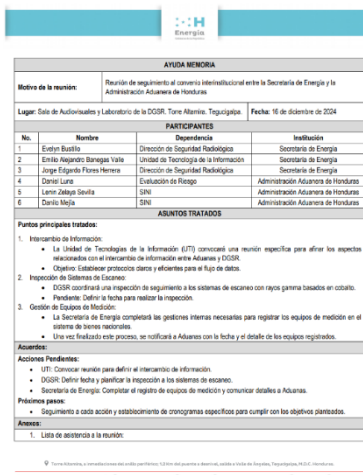 H
Energía
AYUDA MEMORIA
Motivo de la reunión:
Reunión de seguimiento al convenio interinstitucional entre la Secretaría de Energía y la
Administración Aduanera de Honduras
Lugar: Sala de Audiovisuales y Laboratorio de la DGSR. Torre Altamira. Tegucigalpa.
Fecha: 16 de diciembre de 2024
PARTICIPANTES
No. Nombre Dependencia Institución
1 Evelyn Bustillo Dirección de Seguridad Radiológica Secretaría de Energía
2 Emilio Alejandro Banegas Valle Unidad de Tecnología de la Información Secretaría de Energía
3 Jorge Edgardo Flores Herrera Dirección de Seguridad Radiológica Secretaría de Energía
4 Daniel Luna Evaluación de Riesgo Administración Aduanera de Honduras
5 Lenin Zelaya Sevilla SINI Administración Aduanera de Honduras
6 Danilo Mejía SINI Administración Aduanera de Honduras
ASUNTOS TRATADOS
Puntos principales tratados:
1. Intercambio de Información:
• La Unidad de Tecnologías de la Información (UTI) convocará una reunión específica para afinar los aspectos
relacionados con el intercambio de información entre Aduanas y DGSR.
• Objetivo: Establecer protocolos claros y eficientes para el flujo de datos.
2. Inspección de Sistemas de Escaneo:
• DGSR coordinará una inspección de seguimiento a los sistemas de escaneo con rayos gamma basados en cobalto.
• Pendiente: Definir la fecha para realizar la inspección.
3. Gestión de Equipos de Medición:
• La Secretaría de Energía completará las gestiones internas necesarias para registrar los equipos de medición en el
sistema de bienes nacionales.
• Una vez finalizado este proceso, se notificará a Aduanas con la fecha y el detalle de los equipos registrados.
Acuerdos:
Acciones Pendientes:
• UTI: Convocar reunión para definir el intercambio de información.
• DGSR: Definir fecha y planificar la inspección a los sistemas de escaneo.
• Secretaría de Energía: Completar el registro de equipos de medición y comunicar detalles a Aduanas.
Próximos pasos:
• Seguimiento a cada acción y establecimiento de cronogramas específicos para cumplir con los objetivos planteados.
Anexos:
1. Lista de asistencia a la reunión:
Torre Altamira, a inmediaciones del anillo periférico